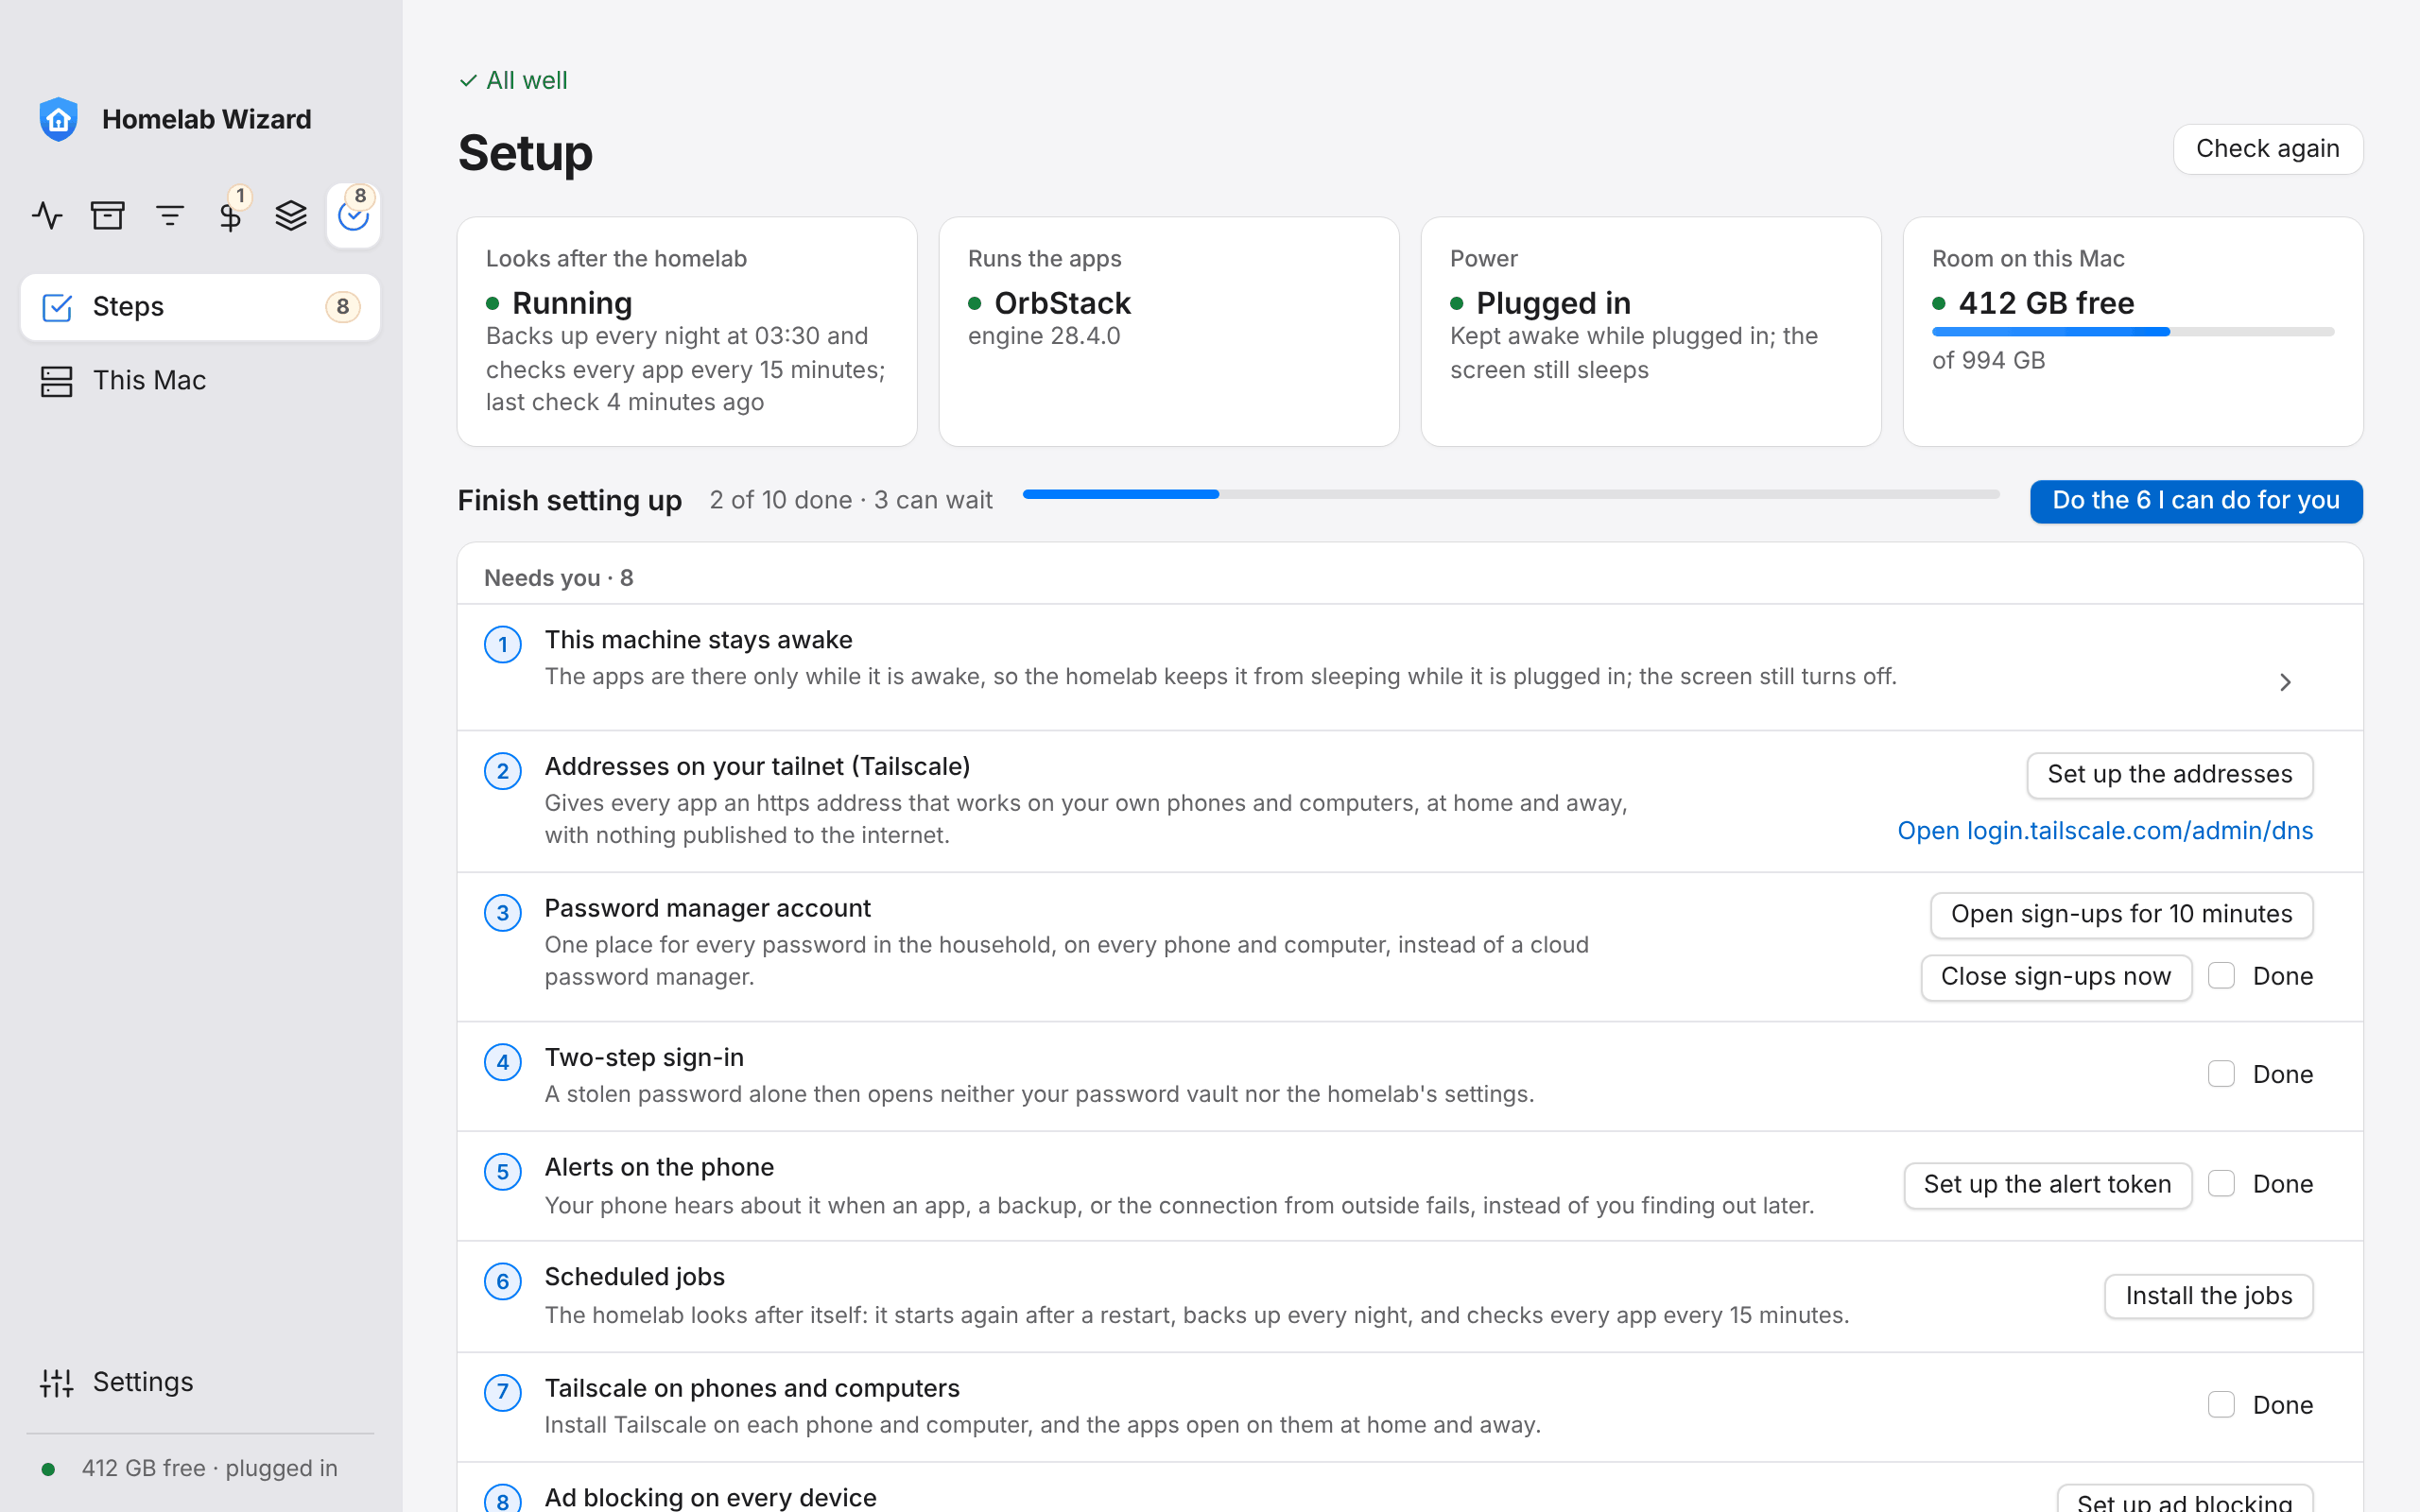 Homelab Wizard
1
8
Steps
8
This Mac
Settings
412 GB free · plugged in
All well
Setup
Check again
Looks after the homelab
Running
Backs up every night at 03:30 and
checks every app every 15 minutes;
last check 4 minutes ago
Runs the apps
OrbStack
engine 28.4.0
Power
Plugged in
Kept awake while plugged in; the
screen still sleeps
Room on this Mac
412 GB free
of 994 GB
Finish setting up
2 of 10 done · 3 can wait
Do the 6 I can do for you
Needs you · 8
1
This machine stays awake
The apps are there only while it is awake, so the homelab keeps it from sleeping while it is plugged in; the screen still turns off.
2
Addresses on your tailnet (Tailscale)
Gives every app an https address that works on your own phones and computers, at home and away,
with nothing published to the internet.
Set up the addresses
Open login.tailscale.com/admin/dns
3
Password manager account
One place for every password in the household, on every phone and computer, instead of a cloud
password manager.
Open sign-ups for 10 minutes
Close sign-ups now
Done
4
Two-step sign-in
A stolen password alone then opens neither your password vault nor the homelab's settings.
Done
5
Alerts on the phone
Your phone hears about it when an app, a backup, or the connection from outside fails, instead of you finding out later.
Set up the alert token
Done
6
Scheduled jobs
The homelab looks after itself: it starts again after a restart, backs up every night, and checks every app every 15 minutes.
Install the jobs
7
Tailscale on phones and computers
Install Tailscale on each phone and computer, and the apps open on them at home and away.
Done
8
Ad blocking on every device
Set up ad blocking